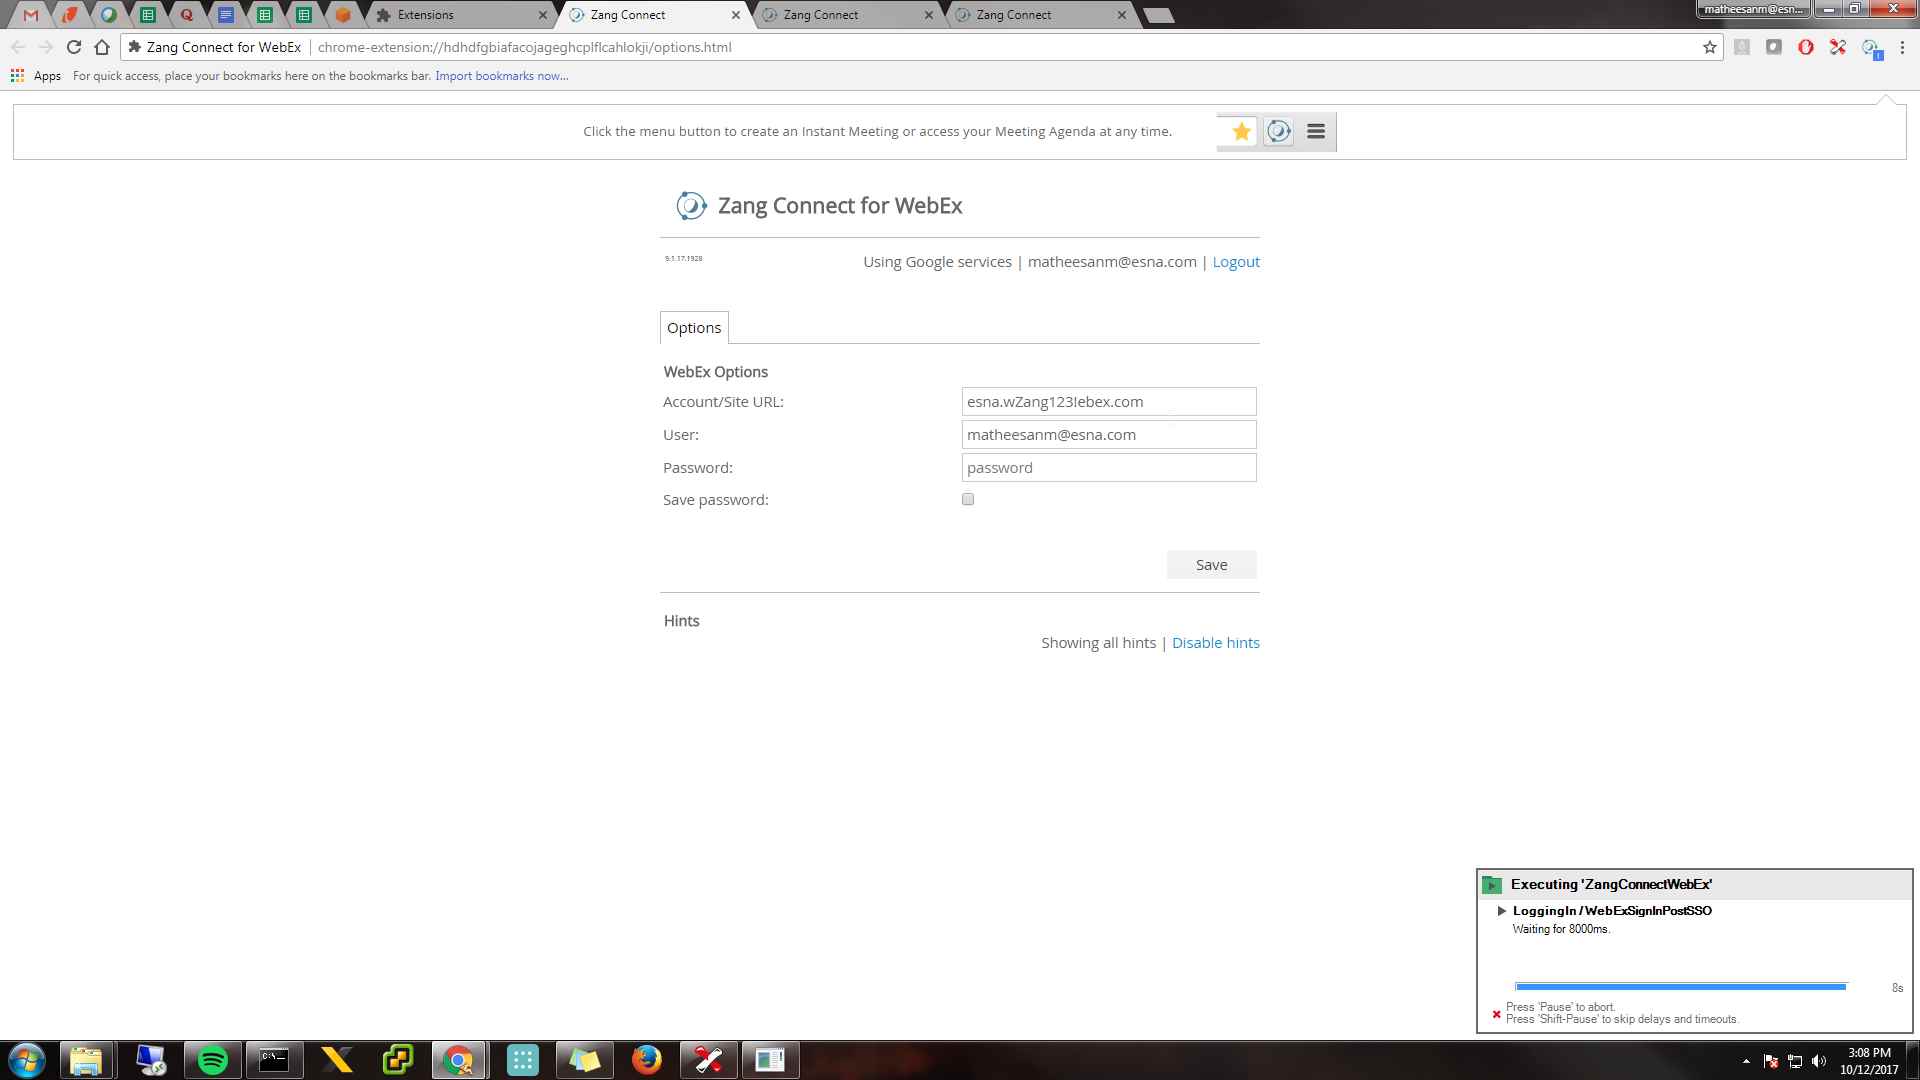 Extensions
Zang Connect
Zang Connect
Zang Connect
matheesanm@esn...
Zang Connect for WebEx
chrome-extension://hdhdfgbiafacojageghcplflcahlokji/options.html
Apps
For quick access, place your bookmarks here on the bookmarks bar. Import bookmarks now...
Click the menu button to create an Instant Meeting or access your Meeting Agenda at any time.
Zang Connect for WebEx
9.1.17.1928
Using Google services | matheesanm@esna.com | Logout
Options
WebEx Options
Account/Site URL:
esna.wZang123!ebex.com
User:
matheesanm@esna.com
Password:
password
Save password:
Save
Hints
Showing all hints | Disable hints
Executing 'ZangConnectWebEx'
LoggingIn / WebExSignInPostSSO
Waiting for 8000ms.
8s
Press 'Pause' to abort.
Press 'Shift-Pause' to skip delays and timeouts.
3:08 PM
10/12/2017